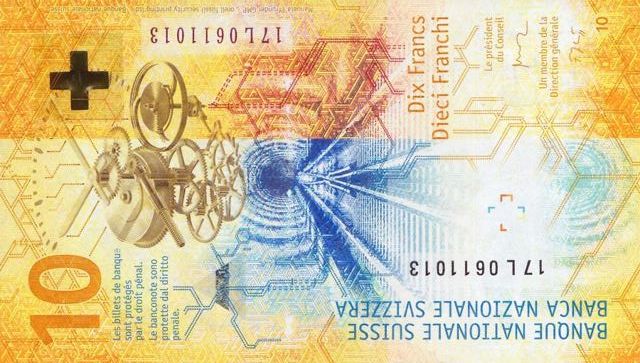 Dix Francs
Dieci Franchi
Le président
du Conseil
Un membre de la
Direction générale
10
17L0611013
17L0611013
BANQUE NATIONALE SUISSE
BANCA NAZIONALE SVIZZERA
10
Les billets de banque
sont protégés
par le droit pénal.
Le banconote sono
protette dal diritto
penale.